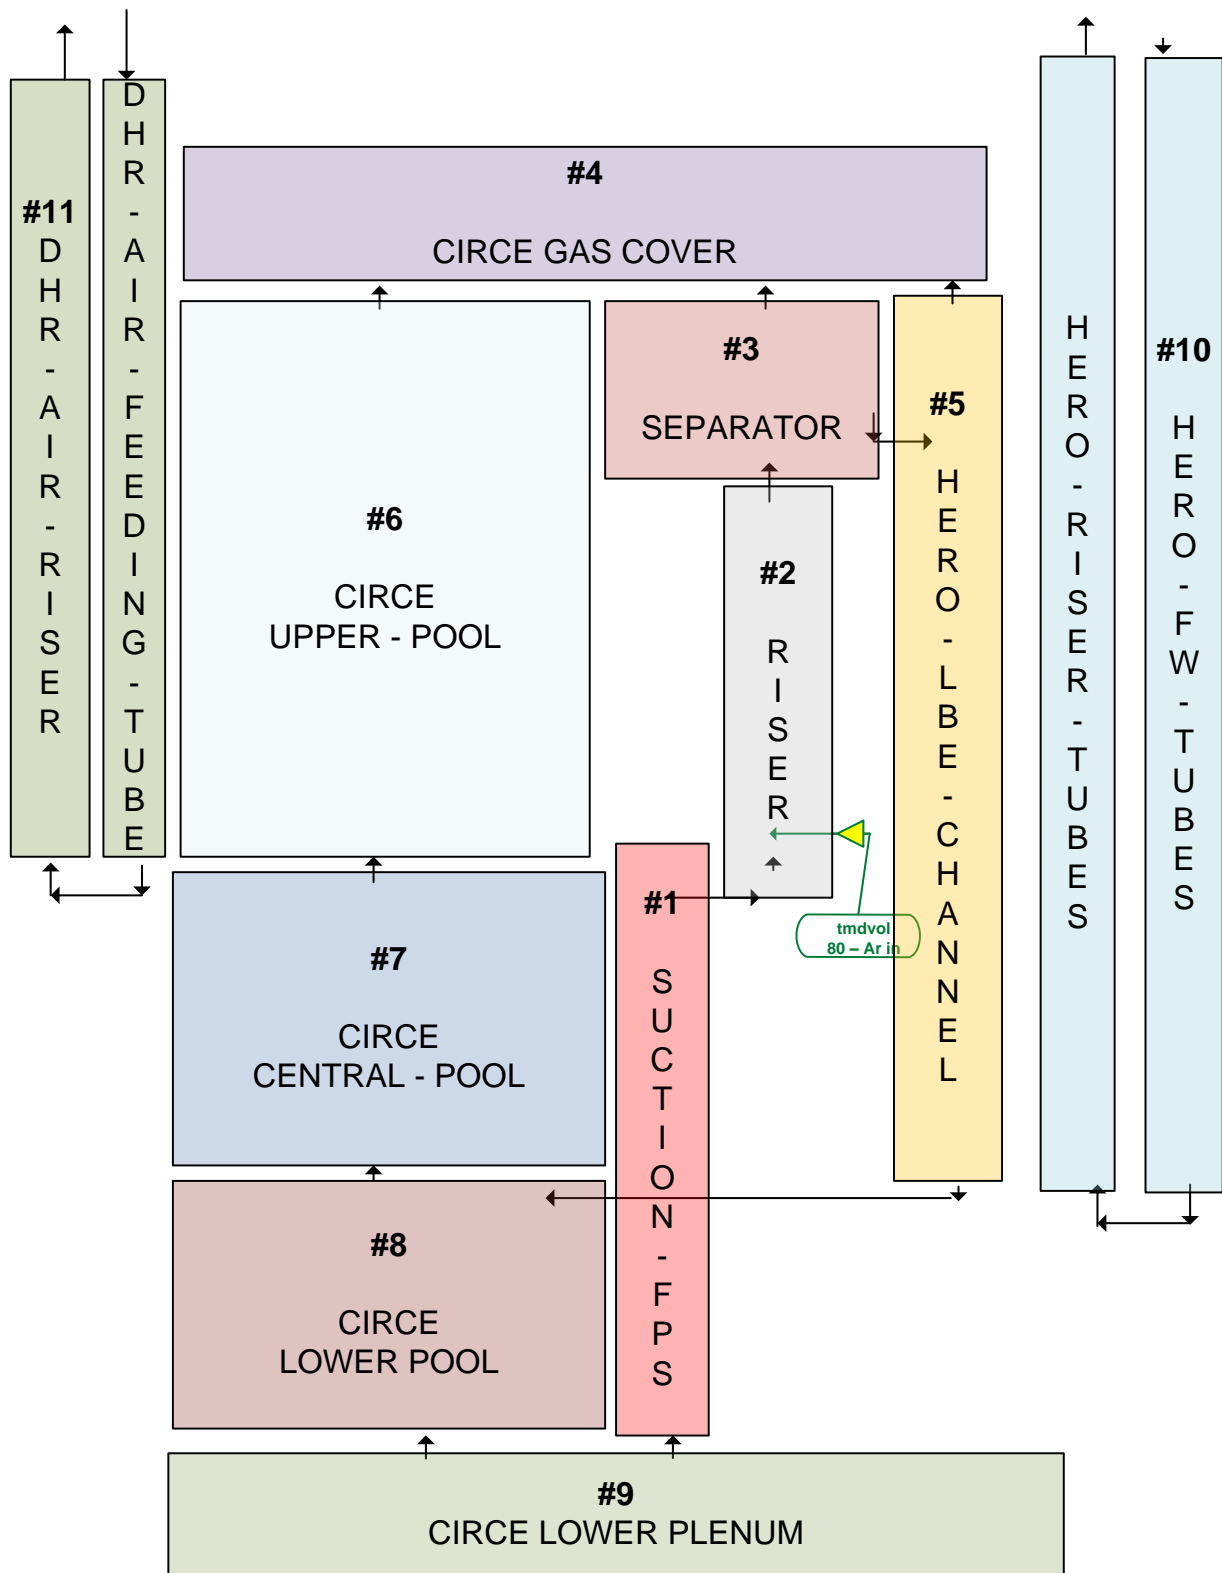 #11
DHR-AIR-RISER
DHR-AIR-FEEDING-TUBE
#4
CIRCE GAS COVER
#6
CIRCE
UPPER - POOL
#3
SEPARATOR
#2
RISER
#5
HERO-LBE-CHANNEL
HERO-RISER-TUBES
#10
HERO-FW-TUBES
tmdvol
80 – Ar in
#1
SUCTION-FPS
#7
CIRCE
CENTRAL - POOL
#8
CIRCE
LOWER POOL
#9
CIRCE LOWER PLENUM